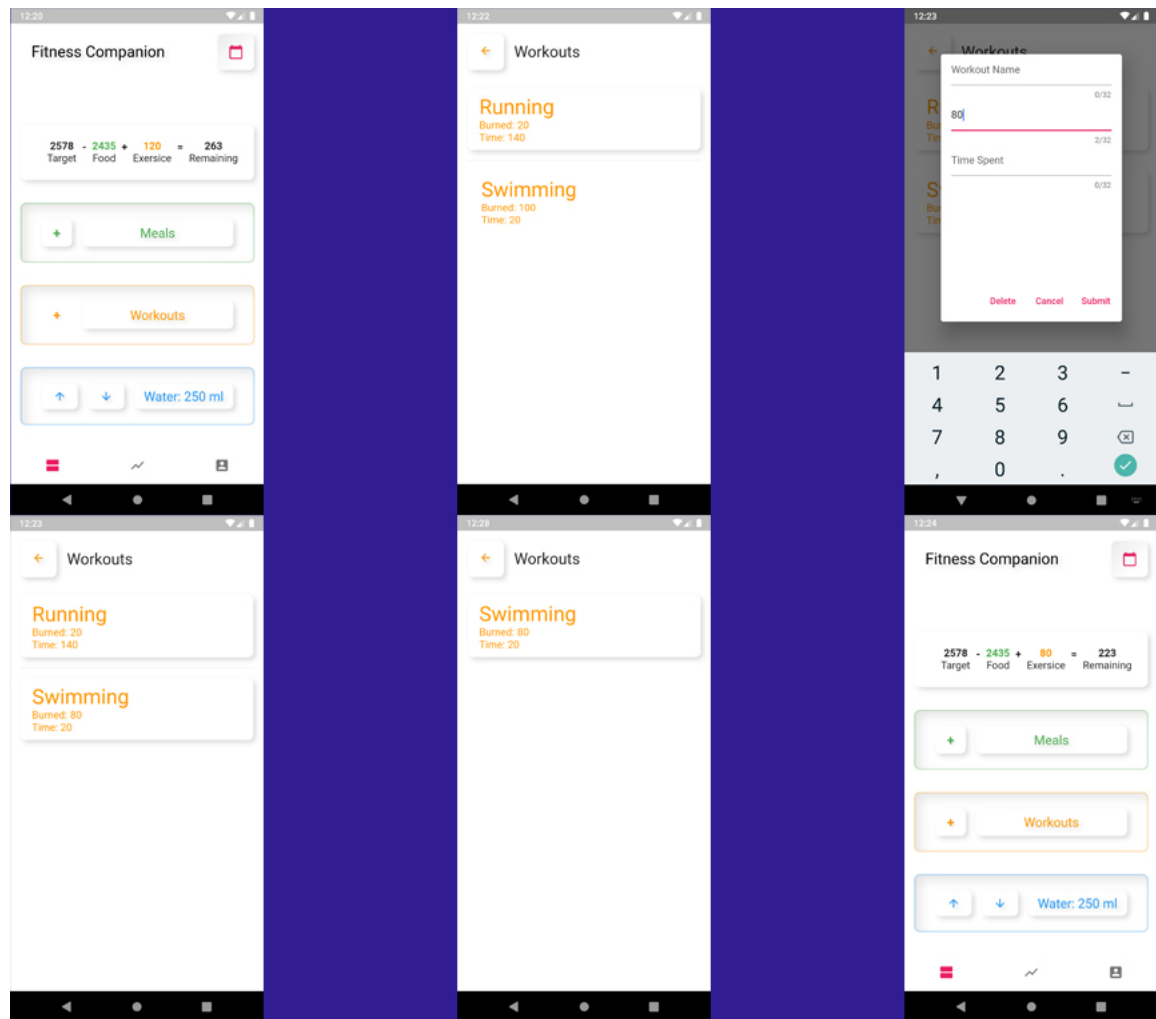 12:20
Fitness Companion
2578 - 2435 + 120 = 263
Target Food Exersice Remaining
+ Meals
+ Workouts
Water: 250 ml
12:22
Workouts
Running
Burned: 20
Time: 140
Swimming
Burned: 100
Time: 20
12:23
Workouts
Workout Name
0/32
80
2/32
Time Spent
0/32
Delete Cancel Submit
1 2 3 -
4 5 6
7 8 9
, 0 .
12:23
Workouts
Running
Burned: 20
Time: 140
Swimming
Burned: 80
Time: 20
12:28
Workouts
Swimming
Burned: 80
Time: 20
12:24
Fitness Companion
2578 - 2435 + 80 = 223
Target Food Exersice Remaining
+ Meals
+ Workouts
Water: 250 ml